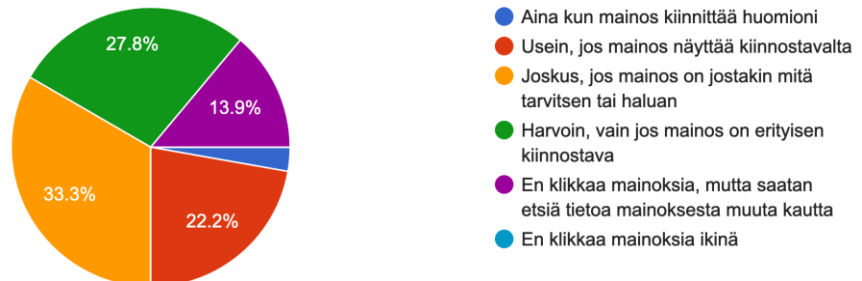 27.8%
13.9%
33.3%
22.2%
Aina kun mainos kiinnittää huomioni
Usein, jos mainos näyttää kiinnostavalta
Joskus, jos mainos on jostakin mitä
tarvitsen tai haluan
Harvoin, vain jos mainos on erityisen
kiinnostava
En klikkaa mainoksia, mutta saatan
etsiä tietoa mainoksesta muuta kautta
En klikkaa mainoksia ikinä